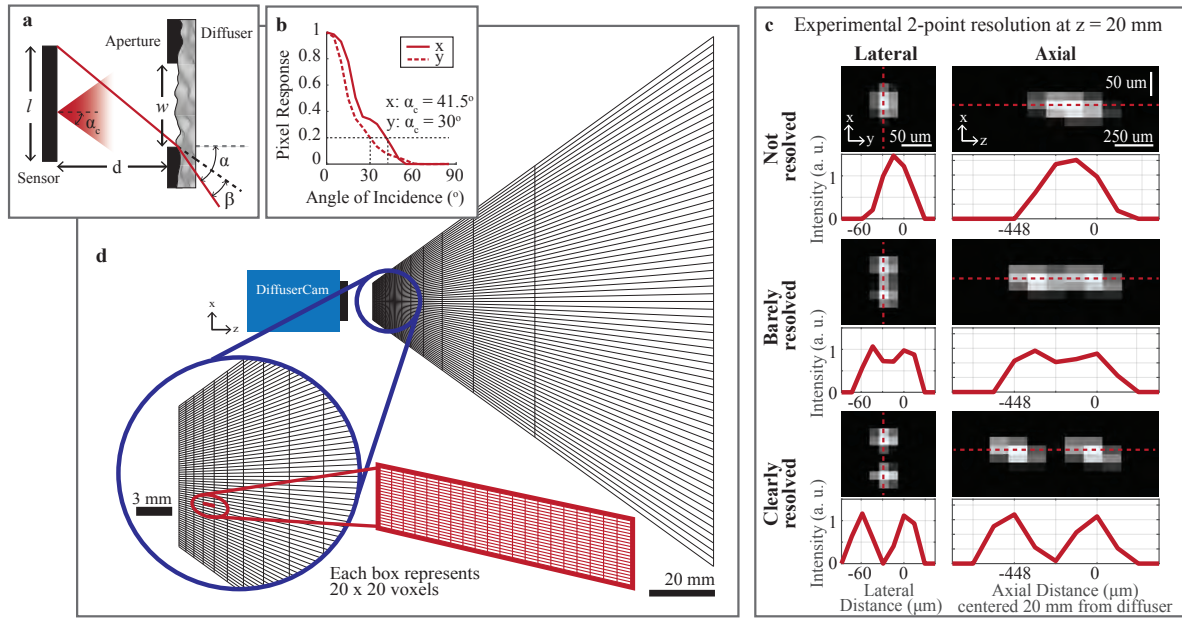 a
Aperture
Diffuser
l
w
αc
d
α
β
Sensor
b
Pixel Response
1
0.8
0.6
0.4
0.2
0
x
y
x: αc = 41.5o
y: αc = 30o
0
30
60
90
Angle of Incidence (o)
c
Experimental 2-point resolution at z = 20 mm
Lateral
Axial
Not resolved
x
y
50 um
x
z
50 um
250 um
Intensity (a. u.)
1
0
-60
0
-448
0
Barely resolved
Intensity (a. u.)
1
0
-60
0
-448
0
Clearly resolved
Intensity (a. u.)
1
0
-60
0
-448
0
Lateral
Distance (μm)
Axial Distance (μm)
centered 20 mm from diffuser
d
DiffuserCam
x
z
3 mm
Each box represents
20 x 20 voxels
20 mm